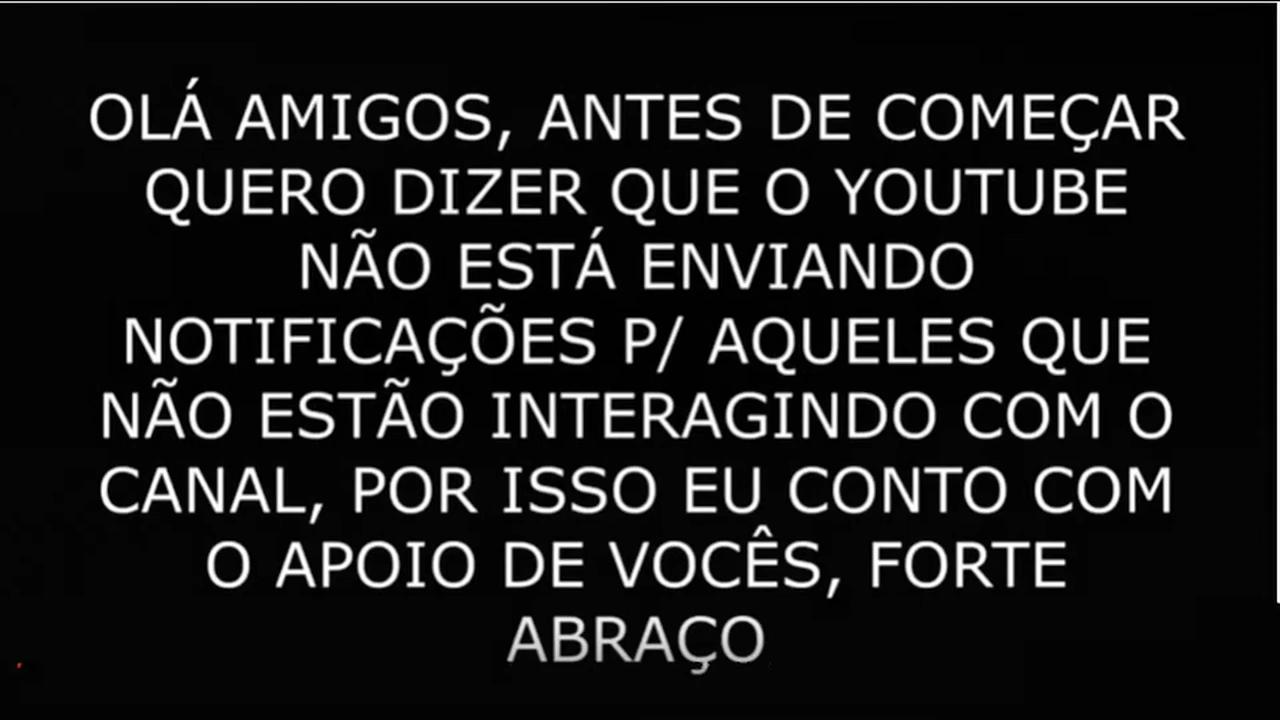 OLÁ AMIGOS, ANTES DE COMEÇAR
QUERO DIZER QUE O YOUTUBE
NÃO ESTÁ ENVIANDO
NOTIFICAÇÕES P/ AQUELES QUE
NÃO ESTÃO INTERAGINDO COM O
CANAL, POR ISSO EU CONTO COM
O APOIO DE VOCÊS, FORTE
ABRAÇO